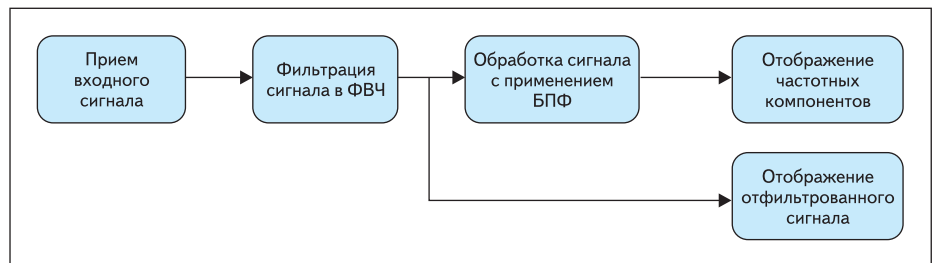 Прием
входного
сигнала
Фильтрация
сигнала в ФВЧ
Обработка сигнала
с применением
БПФ
Отображение
частотных
компонентов
Отображение
отфильтрованного
сигнала